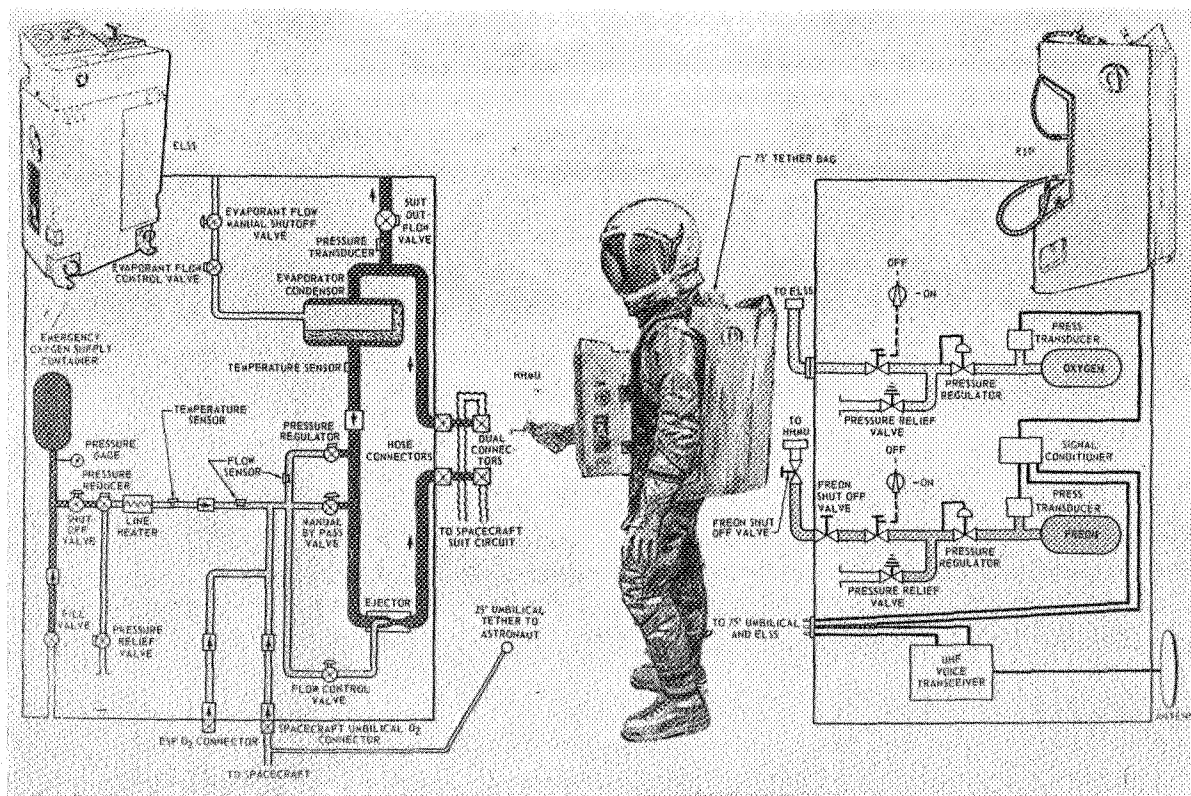 ELSS
EVAPORANT FLOW
MANUAL SHUTOFF
VALVE
EVAPORANT FLOW
CONTROL VALVE
SUIT
OUT
FLOW
VALVE
PRESSURE
TRANSDUCER
EVAPORATOR
CONDENSOR
EMERGENCY
OXYGEN SUPPLY
CONTAINER
TEMPERATURE SENSOR
TEMPERATURE
SENSOR
PRESSURE
GAGE
PRESSURE
REDUCER
FLOW
SENSOR
PRESSURE
REGULATOR
HOSE
CONNECTORS
DUAL
CONNEC-
TORS
SHUT-
OFF
VALVE
LINE
HEATER
MANUAL
BY PASS
VALVE
TO SPACECRAFT
SUIT CIRCUIT
EJECTOR
25' UMBILICAL
TETHER TO
ASTRONAUT
FILL
VALVE
PRESSURE
RELIEF
VALVE
FLOW CONTROL
VALVE
ESP O2 CONNECTOR
SPACECRAFT UMBILICAL O2
CONNECTOR
TO SPACECRAFT
75' TETHER BAG
HHMU
ESP
TO ELSS
OFF
ON
PRESS
TRANSDUCER
OXYGEN
PRESSURE
REGULATOR
PRESSURE RELIEF
VALVE
TO
HHMU
OFF
ON
SIGNAL
CONDITIONER
FREON
SHUT OFF
VALVE
PRESS
TRANSDUCER
FREON SHUT
OFF VALVE
FREON
PRESSURE
REGULATOR
PRESSURE RELIEF
VALVE
TO 75' UMBILICAL
AND ELSS
UHF
VOICE
TRANSCEIVER